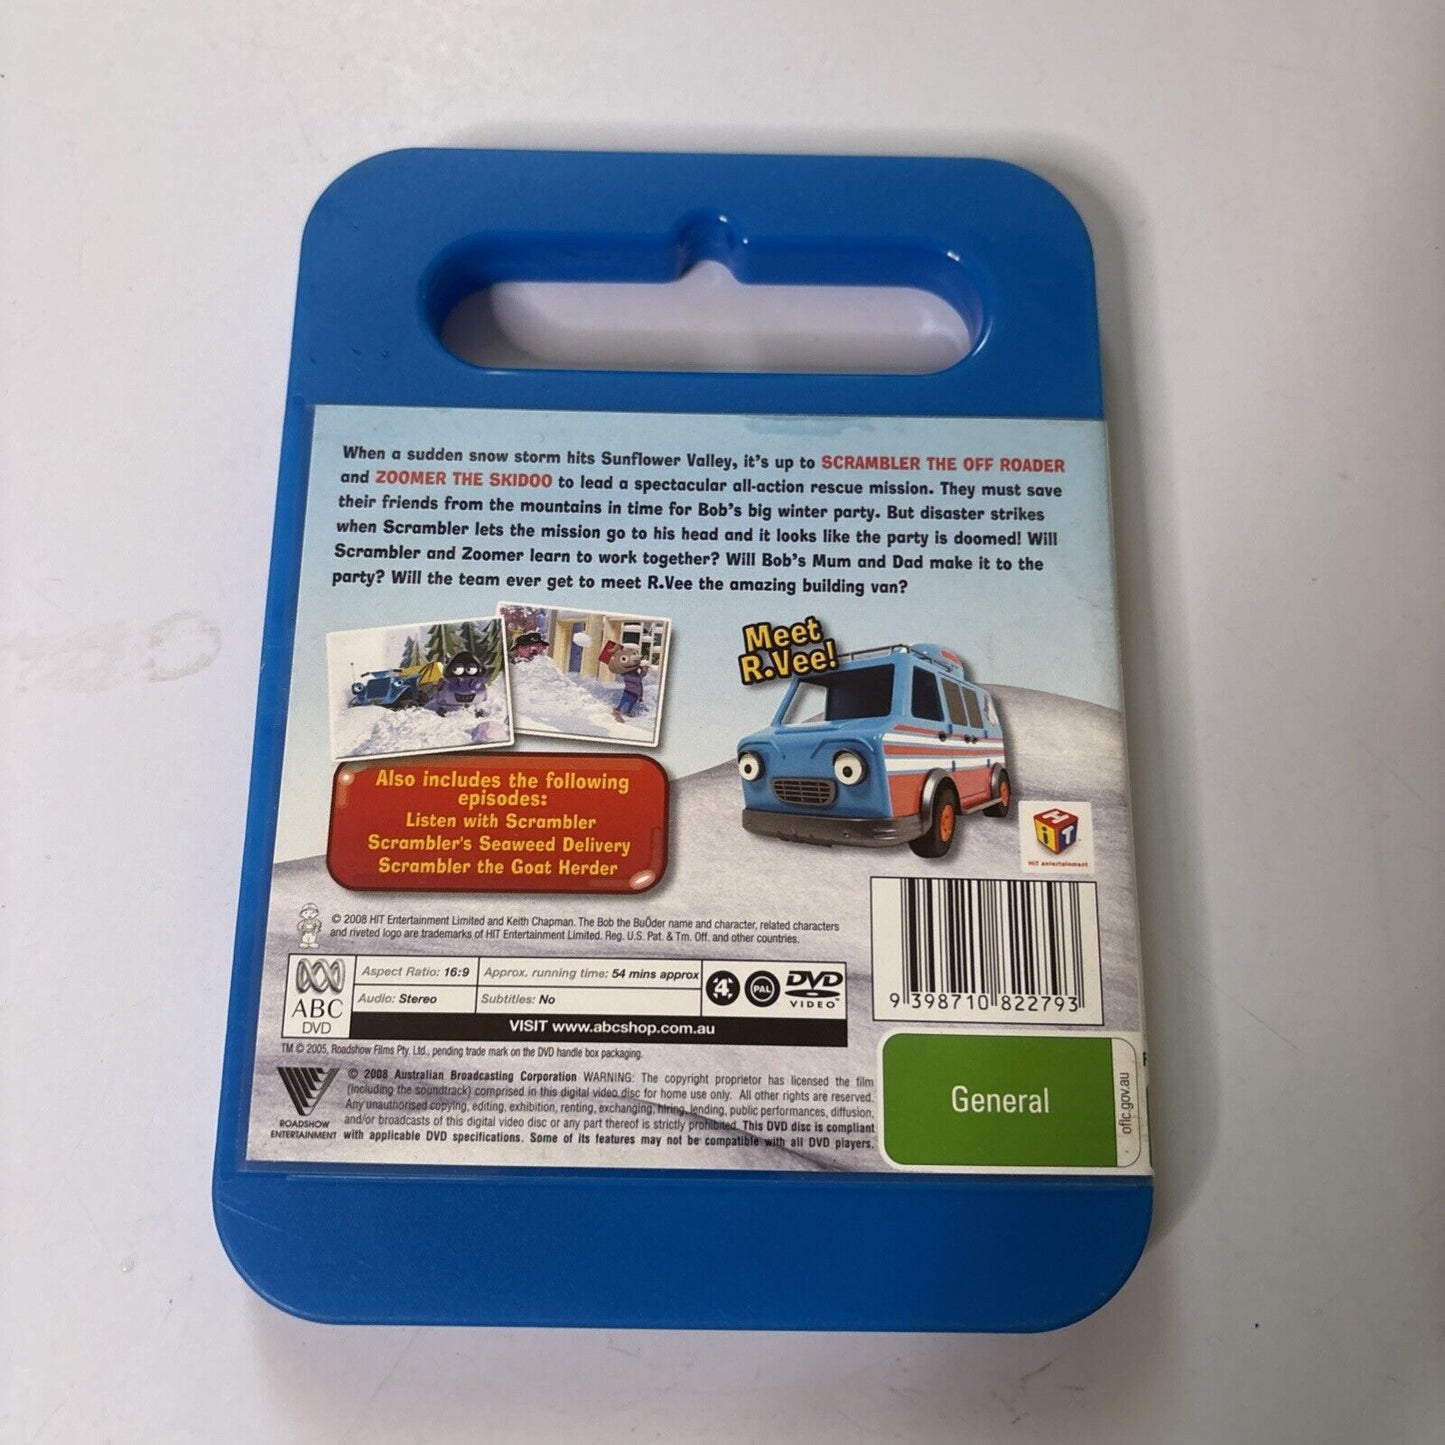 When a sudden snow storm hits Sunflower Valley, it's up to SCRAMBLER THE OFF ROADER
and ZOOMER THE SKIDOO to lead a spectacular all-action rescue mission. They must save
their friends from the mountains in time for Bob's big winter party. But disaster strikes
when Scrambler lets the mission go to his head and it looks like the party is doomed! Will
Scrambler and Zoomer learn to work together? Will Bob's Mum and Dad make it to the
party? Will the team ever get to meet R.Vee the amazing building van?
Meet
R.Vee!
Also includes the following
episodes:
Listen with Scrambler
Scrambler's Seaweed Delivery
Scrambler the Goat Herder
HiT
HiT entertainment
© 2008 HIT Entertainment Limited and Keith Chapman. The Bob the BuÖder name and character, related characters
and riveted logo are trademarks of HIT Entertainment Limited. Reg. U.S. Pat. & Tm. Off. and other countries.
ABC
DVD
Aspect Ratio: 16:9
Approx. running time: 54 mins approx
Audio: Stereo
Subtitles: No
4
PAL
DVD
VIDEO™
VISIT www.abcshop.com.au
9 398710 822793
TM © 2005, Roadshow Films Pty. Ltd., pending trade mark on the DVD handle box packaging.
ROADSHOW
ENTERTAINMENT
© 2008 Australian Broadcasting Corporation WARNING: The copyright proprietor has licensed the film
(including the soundtrack) comprised in this digital video disc for home use only. All other rights are reserved.
Any unauthorised copying, editing, exhibition, renting, exchanging, hiring, lending, public performances, diffusion,
and/or broadcasts of this digital video disc or any part thereof is strictly prohibited. This DVD disc is compliant
with applicable DVD specifications. Some of its features may not be compatible with all DVD players.
General
oflc.gov.au